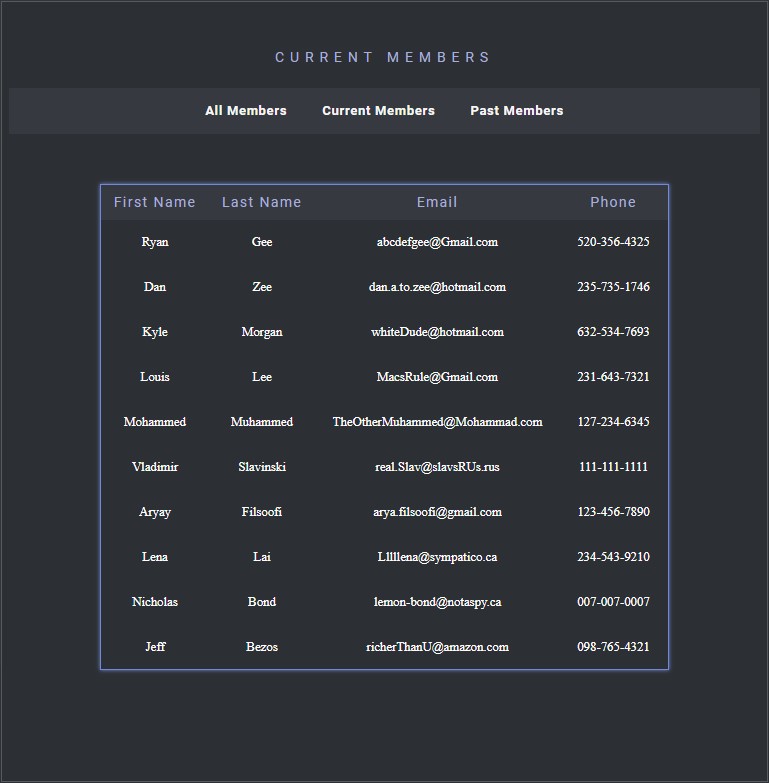 CURRENT MEMBERS
All Members Current Members Past Members
First Name Last Name Email Phone
Ryan Gee abcdefgee@Gmail.com 520-356-4325
Dan Zee dan.a.to.zee@hotmail.com 235-735-1746
Kyle Morgan whiteDude@hotmail.com 632-534-7693
Louis Lee MacsRule@Gmail.com 231-643-7321
Mohammed Muhammed TheOtherMuhammed@Mohammad.com 127-234-6345
Vladimir Slavinski real.Slav@slavsRUs.rus 111-111-1111
Aryay Filsoofi arya.filsoofi@gmail.com 123-456-7890
Lena Lai Lllllena@sympatico.ca 234-543-9210
Nicholas Bond lemon-bond@notaspy.ca 007-007-0007
Jeff Bezos richerThanU@amazon.com 098-765-4321